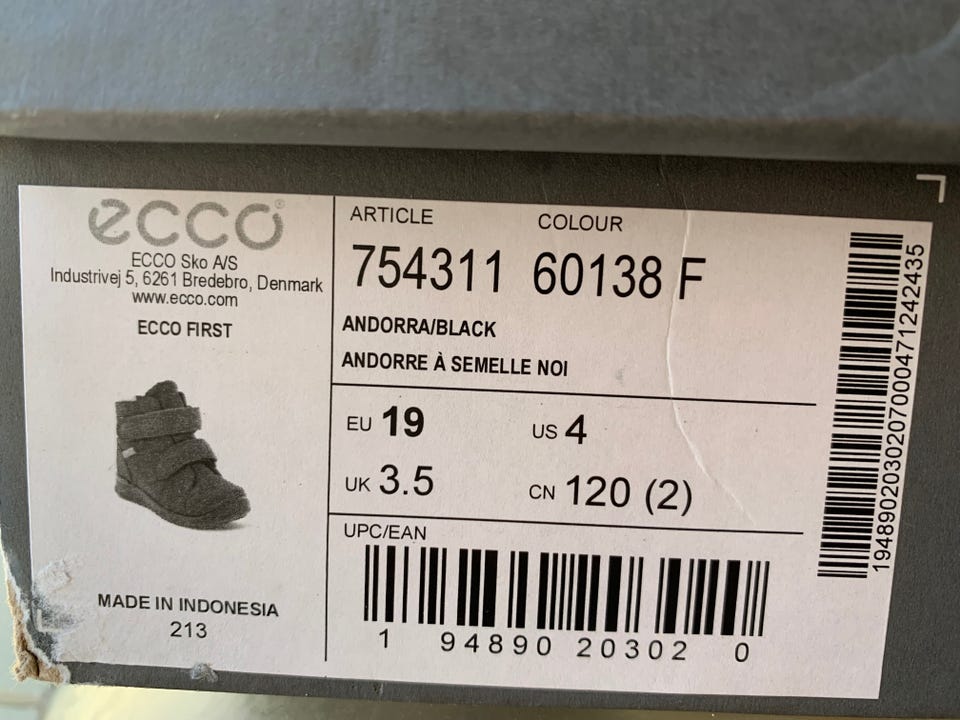 ecco®
ECCO Sko A/S
Industrivej 5, 6261 Bredebro, Denmark
www.ecco.com
ECCO FIRST
MADE IN INDONESIA
213
ARTICLE COLOUR
754311 60138 F
ANDORRA/BLACK
ANDORRE À SEMELLE NOI
EU 19 US 4
UK 3.5 CN 120 (2)
UPC/EAN
1 94890 20302 0
1948902030207000471242435